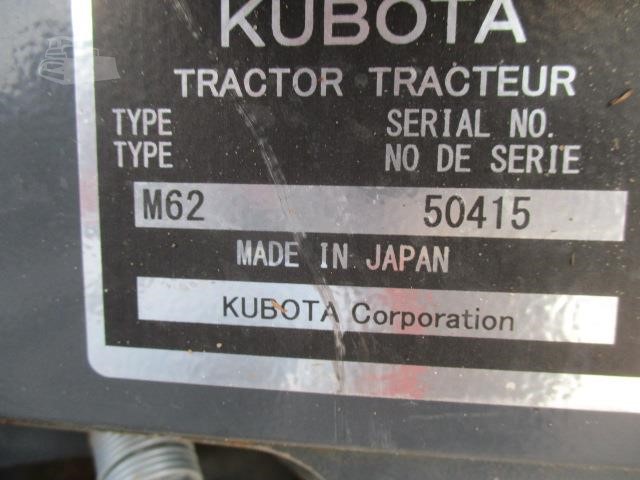 KUBOTA
TRACTOR TRACTEUR
TYPE SERIAL NO.
TYPE NO DE SERIE
M62 50415
MADE IN JAPAN
KUBOTA Corporation